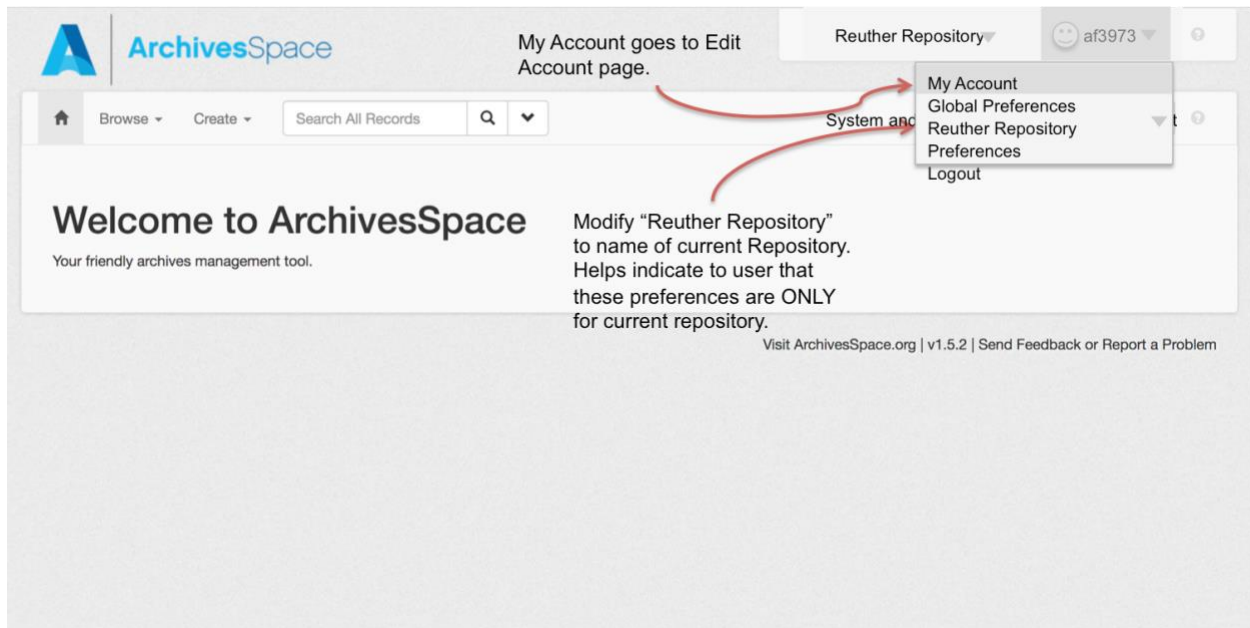 ArchivesSpace
My Account goes to Edit
Account page.
Reuther Repository
af3973
My Account
Global Preferences
Reuther Repository
Preferences
Logout
Browse
Create
Search All Records
System and
t
Welcome to ArchivesSpace
Your friendly archives management tool.
Modify “Reuther Repository”
to name of current Repository.
Helps indicate to user that
these preferences are ONLY
for current repository.
Visit ArchivesSpace.org | v1.5.2 | Send Feedback or Report a Problem